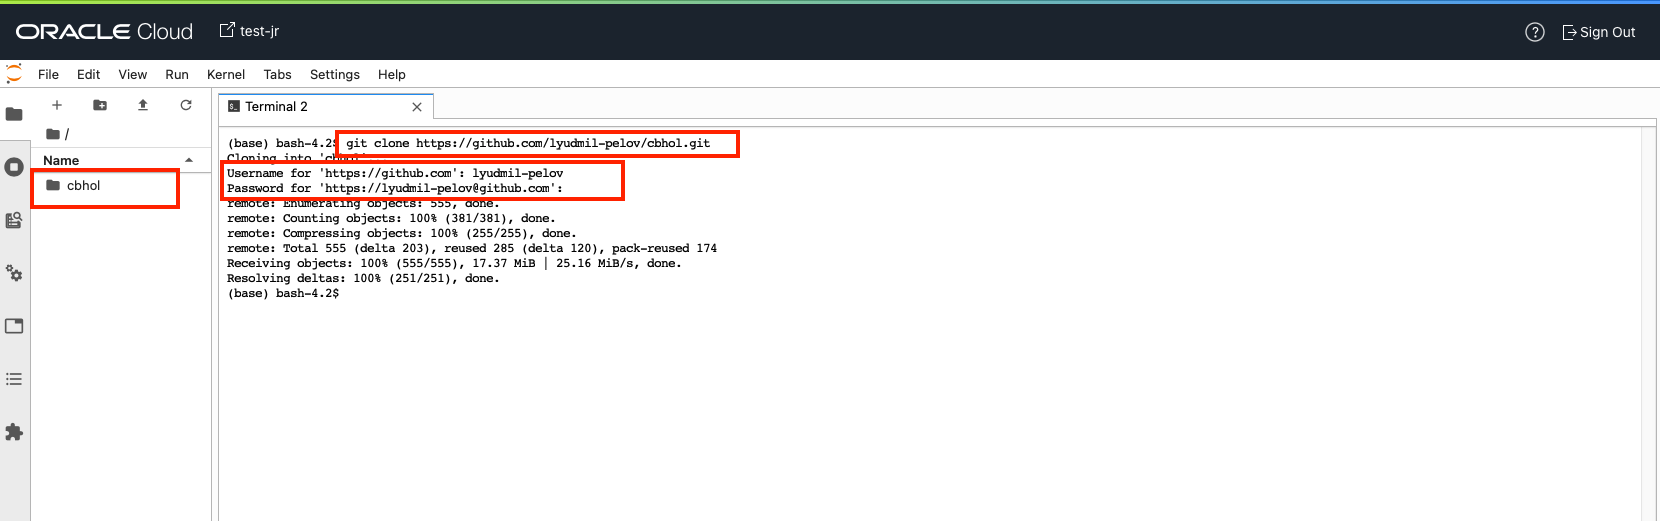 ORACLE Cloud test-jr Sign Out
File Edit View Run Kernel Tabs Settings Help
Terminal 2
/
Name
cbhol
(base) bash-4.2$ git clone https://github.com/lyudmil-pelov/cbhol.git
Cloning into 'cbhol'...
Username for 'https://github.com': lyudmil-pelov
Password for 'https://lyudmil-pelov@github.com':
remote: Enumerating objects: 555, done.
remote: Counting objects: 100% (381/381), done.
remote: Compressing objects: 100% (255/255), done.
remote: Total 555 (delta 203), reused 285 (delta 120), pack-reused 174
Receiving objects: 100% (555/555), 17.37 MiB | 25.16 MiB/s, done.
Resolving deltas: 100% (251/251), done.
(base) bash-4.2$